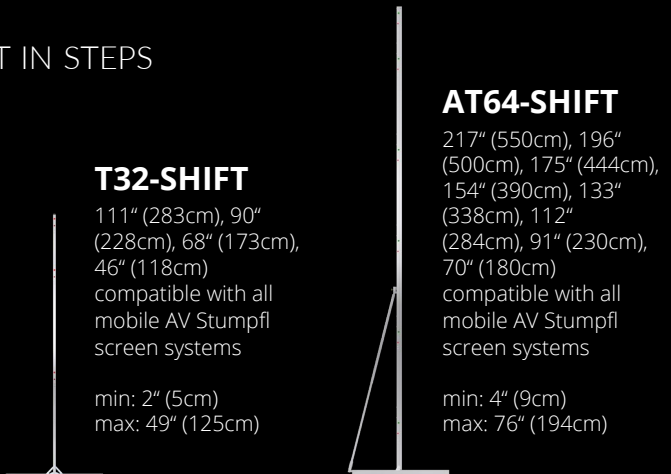 T IN STEPS
T32-SHIFT
111“ (283cm), 90“
(228cm), 68“ (173cm),
46“ (118cm)
compatible with all
mobile AV Stumpfl
screen systems
min: 2“ (5cm)
max: 49“ (125cm)
AT64-SHIFT
217“ (550cm), 196“
(500cm), 175“ (444cm),
154“ (390cm), 133“
(338cm), 112“
(284cm), 91“ (230cm),
70“ (180cm)
compatible with all
mobile AV Stumpfl
screen systems
min: 4“ (9cm)
max: 76“ (194cm)